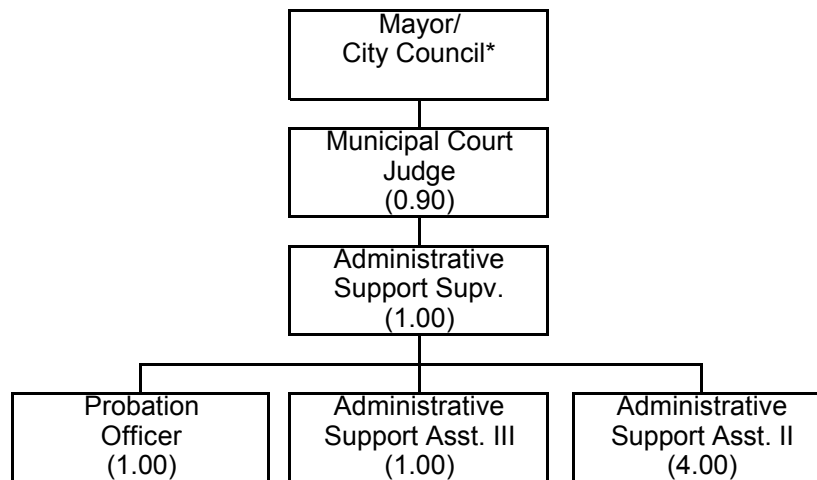 Mayor/
City Council*
Municipal Court
Judge
(0.90)
Administrative
Support Supv.
(1.00)
Probation
Officer
(1.00)
Administrative
Support Asst. III
(1.00)
Administrative
Support Asst. II
(4.00)